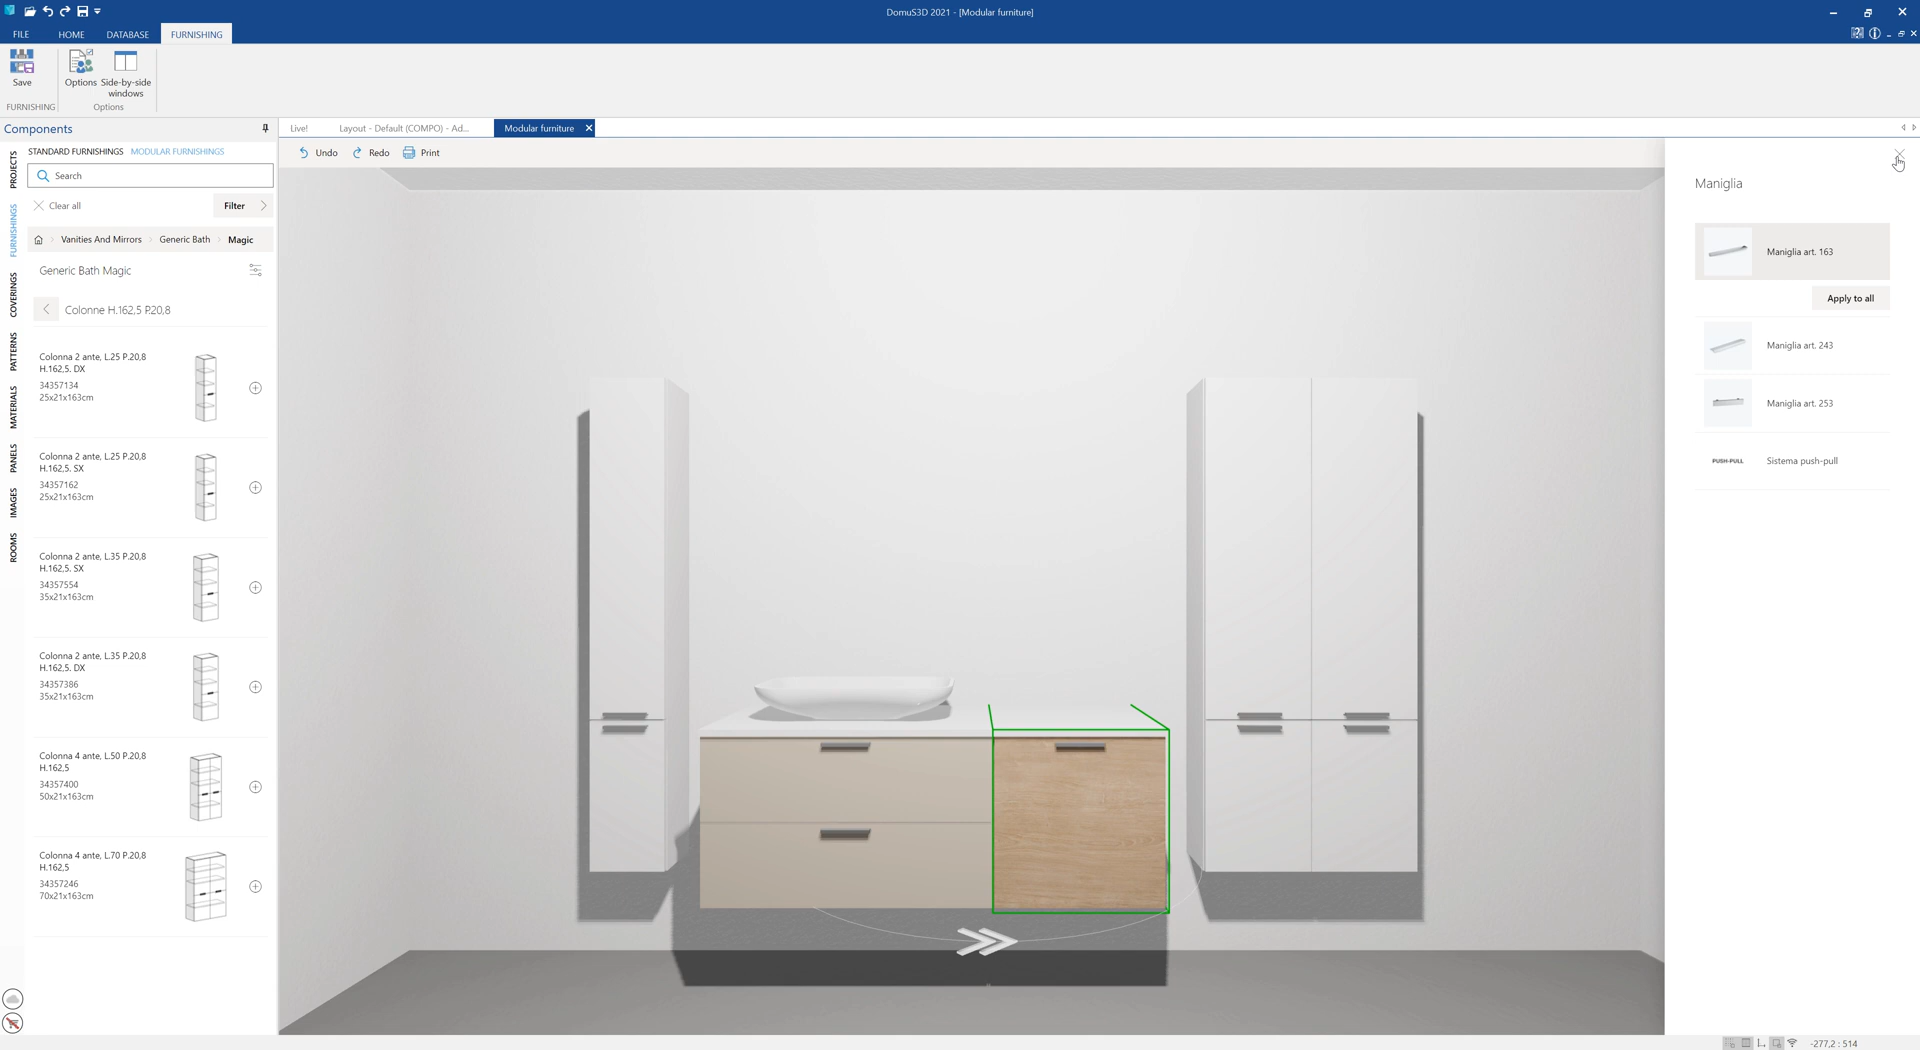 DomuS3D 2021 - [Modular furniture]
FILE
HOME
DATABASE
FURNISHING
Save
Options
Side-by-side
windows
FURNISHING
Options
Components
Live!
Layout - Default (COMPO) - Ad...
Modular furniture
STANDARD FURNISHINGS
MODULAR FURNISHINGS
Undo
Redo
Print
PROJECTS
FURNISHINGS
COVERINGS
PATTERNS
MATERIALS
PANELS
IMAGES
ROOMS
Search
Clear all
Filter
Vanities And Mirrors
Generic Bath
Magic
Generic Bath Magic
Colonne H.162,5 P.20,8
Colonna 2 ante, L.25 P.20,8
H.162,5. DX
34357134
25x21x163cm
Colonna 2 ante, L.25 P.20,8
H.162,5. SX
34357162
25x21x163cm
Colonna 2 ante, L.35 P.20,8
H.162,5. SX
34357554
35x21x163cm
Colonna 2 ante, L.35 P.20,8
H.162,5. DX
34357386
35x21x163cm
Colonna 4 ante, L.50 P.20,8
H.162,5
34357400
50x21x163cm
Colonna 4 ante, L.70 P.20,8
H.162,5
34357246
70x21x163cm
Maniglia
Maniglia art. 163
Apply to all
Maniglia art. 243
Maniglia art. 253
PUSH-PULL
Sistema push-pull
-277,2 : 514